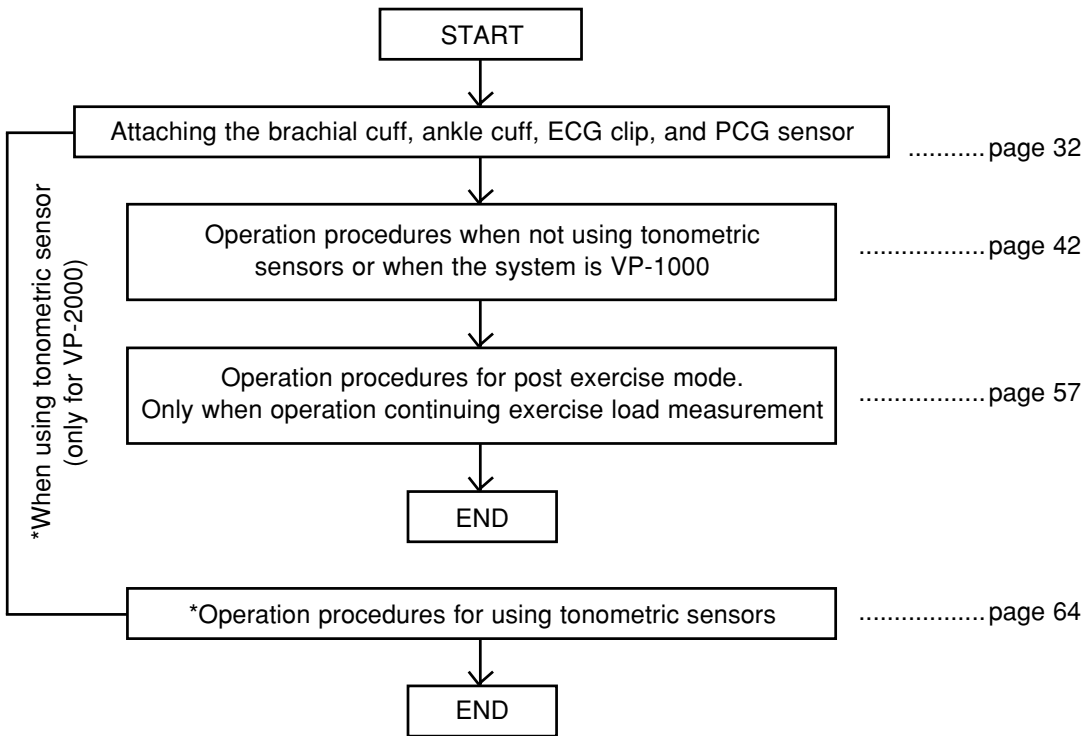 START
Attaching the brachial cuff, ankle cuff, ECG clip, and PCG sensor
...........page 32
Operation procedures when not using tonometric
sensors or when the system is VP-1000
..................page 42
Operation procedures for post exercise mode.
Only when operation continuing exercise load measurement
..................page 57
END
*When using tonometric sensor
(only for VP-2000)
*Operation procedures for using tonometric sensors
..................page 64
END